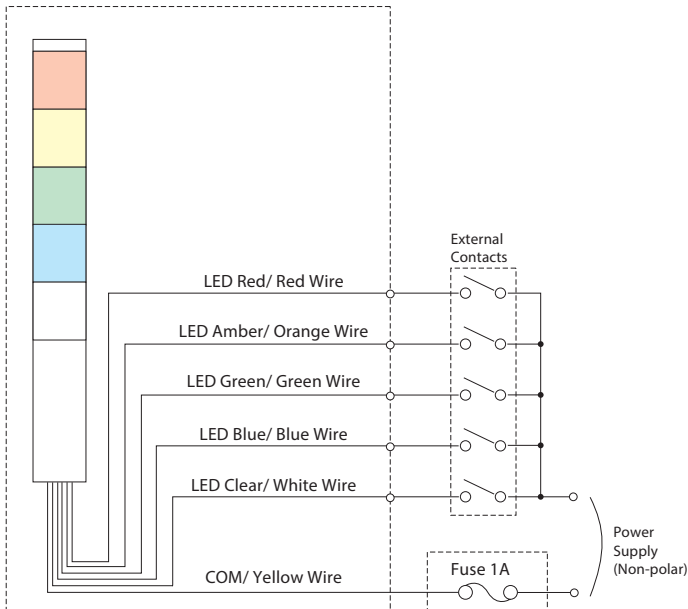 External
Contacts
LED Red/ Red Wire
LED Amber/ Orange Wire
LED Green/ Green Wire
LED Blue/ Blue Wire
LED Clear/ White Wire
COM/ Yellow Wire
Fuse 1A
Power
Supply
(Non-polar)